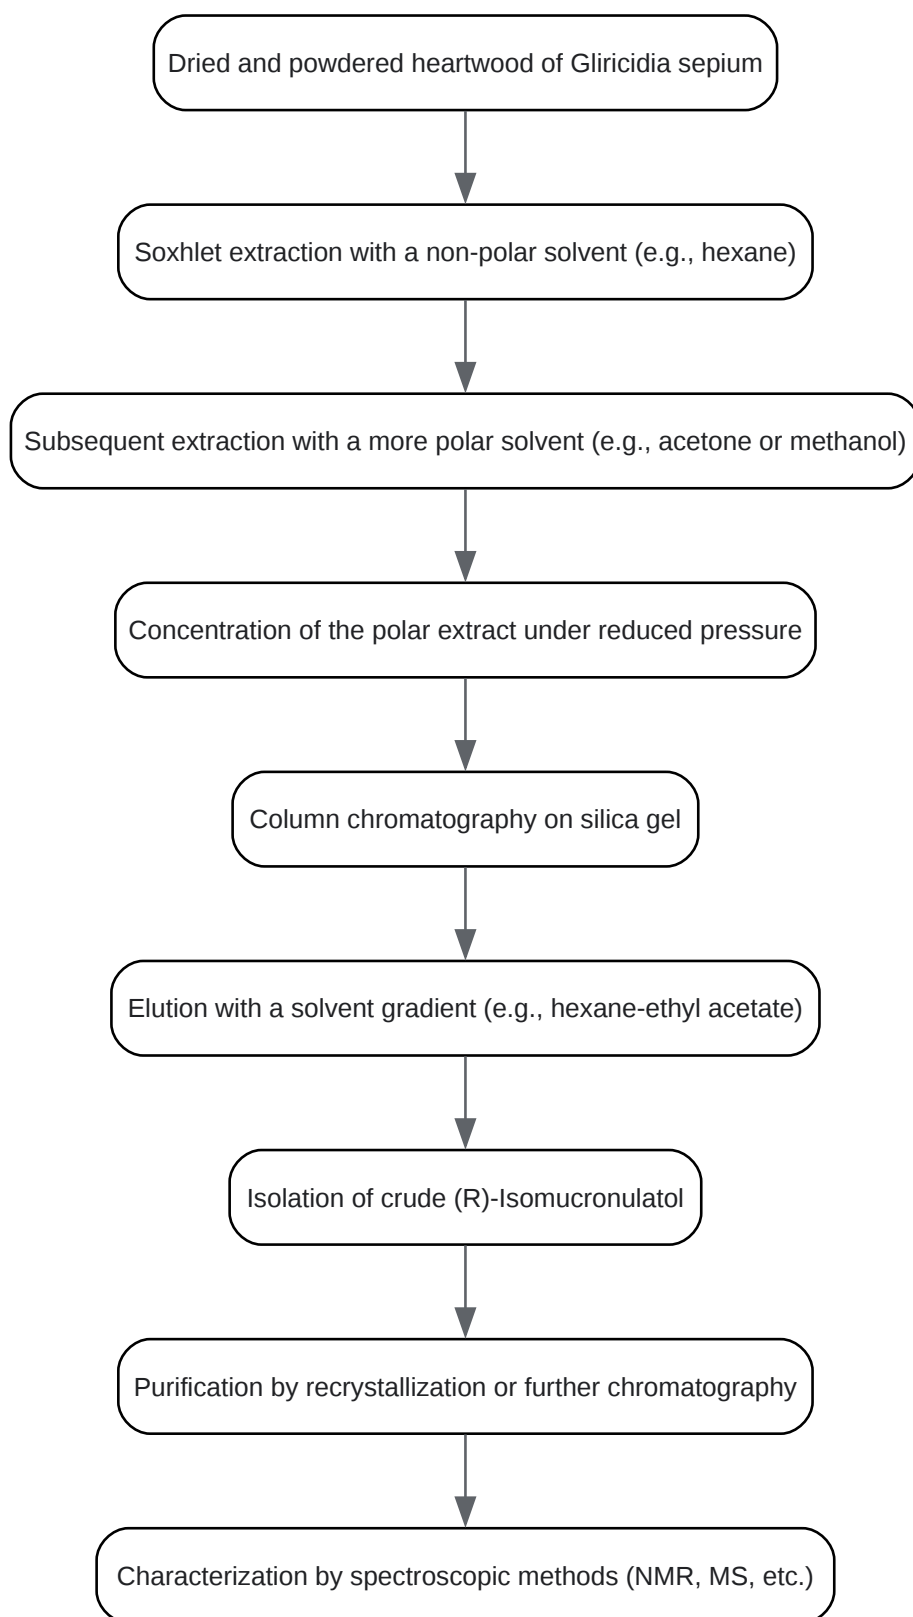 Dried and powdered heartwood of Gliricidia sepium
Soxhlet extraction with a non-polar solvent (e.g., hexane)
Subsequent extraction with a more polar solvent (e.g., acetone or methanol)
Concentration of the polar extract under reduced pressure
Column chromatography on silica gel
Elution with a solvent gradient (e.g., hexane-ethyl acetate)
Isolation of crude (R)-Isomucronulatol
Purification by recrystallization or further chromatography
Characterization by spectroscopic methods (NMR, MS, etc.)